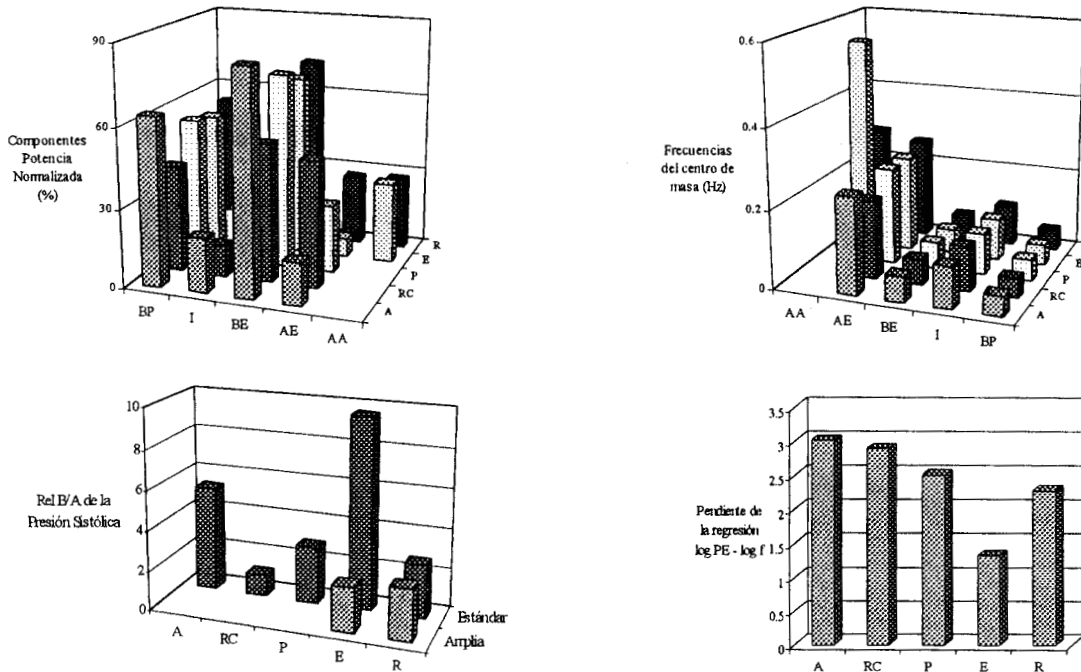 90
60
30
0
Componentes
Potencia
Normalizada
(%)
BP
I
BE
AE
AA
A
RC
P
E
R
0.6
0.4
0.2
0
Frecuencias
del centro de
masa (Hz)
AA
AE
BE
I
BP
A
RC
P
E
10
8
6
4
2
0
Rel B/A de la
Presión Sistólica
A
RC
P
E
R
Estándar
Amplia
3.5
3
2.5
2
1.5
1
0.5
0
Pendiente de
la regresión
log PE - log f
A
RC
P
E
R